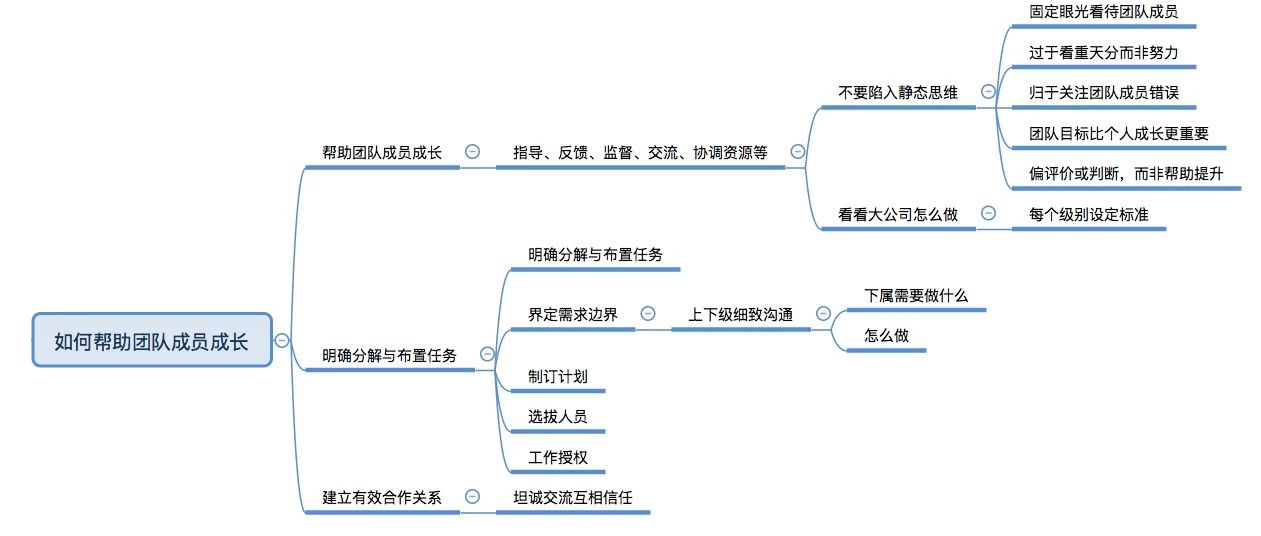 如何帮助团队成员成长
帮助团队成员成长
指导、反馈、监督、交流、协调资源等
不要陷入静态思维
固定眼光看待团队成员
过于看重天分而非努力
归于关注团队成员错误
团队目标比个人成长更重要
偏评价或判断，而非帮助提升
看看大公司怎么做
每个级别设定标准
明确分解与布置任务
明确分解与布置任务
界定需求边界
上下级细致沟通
下属需要做什么
怎么做
制订计划
选拔人员
工作授权
建立有效合作关系
坦诚交流互相信任